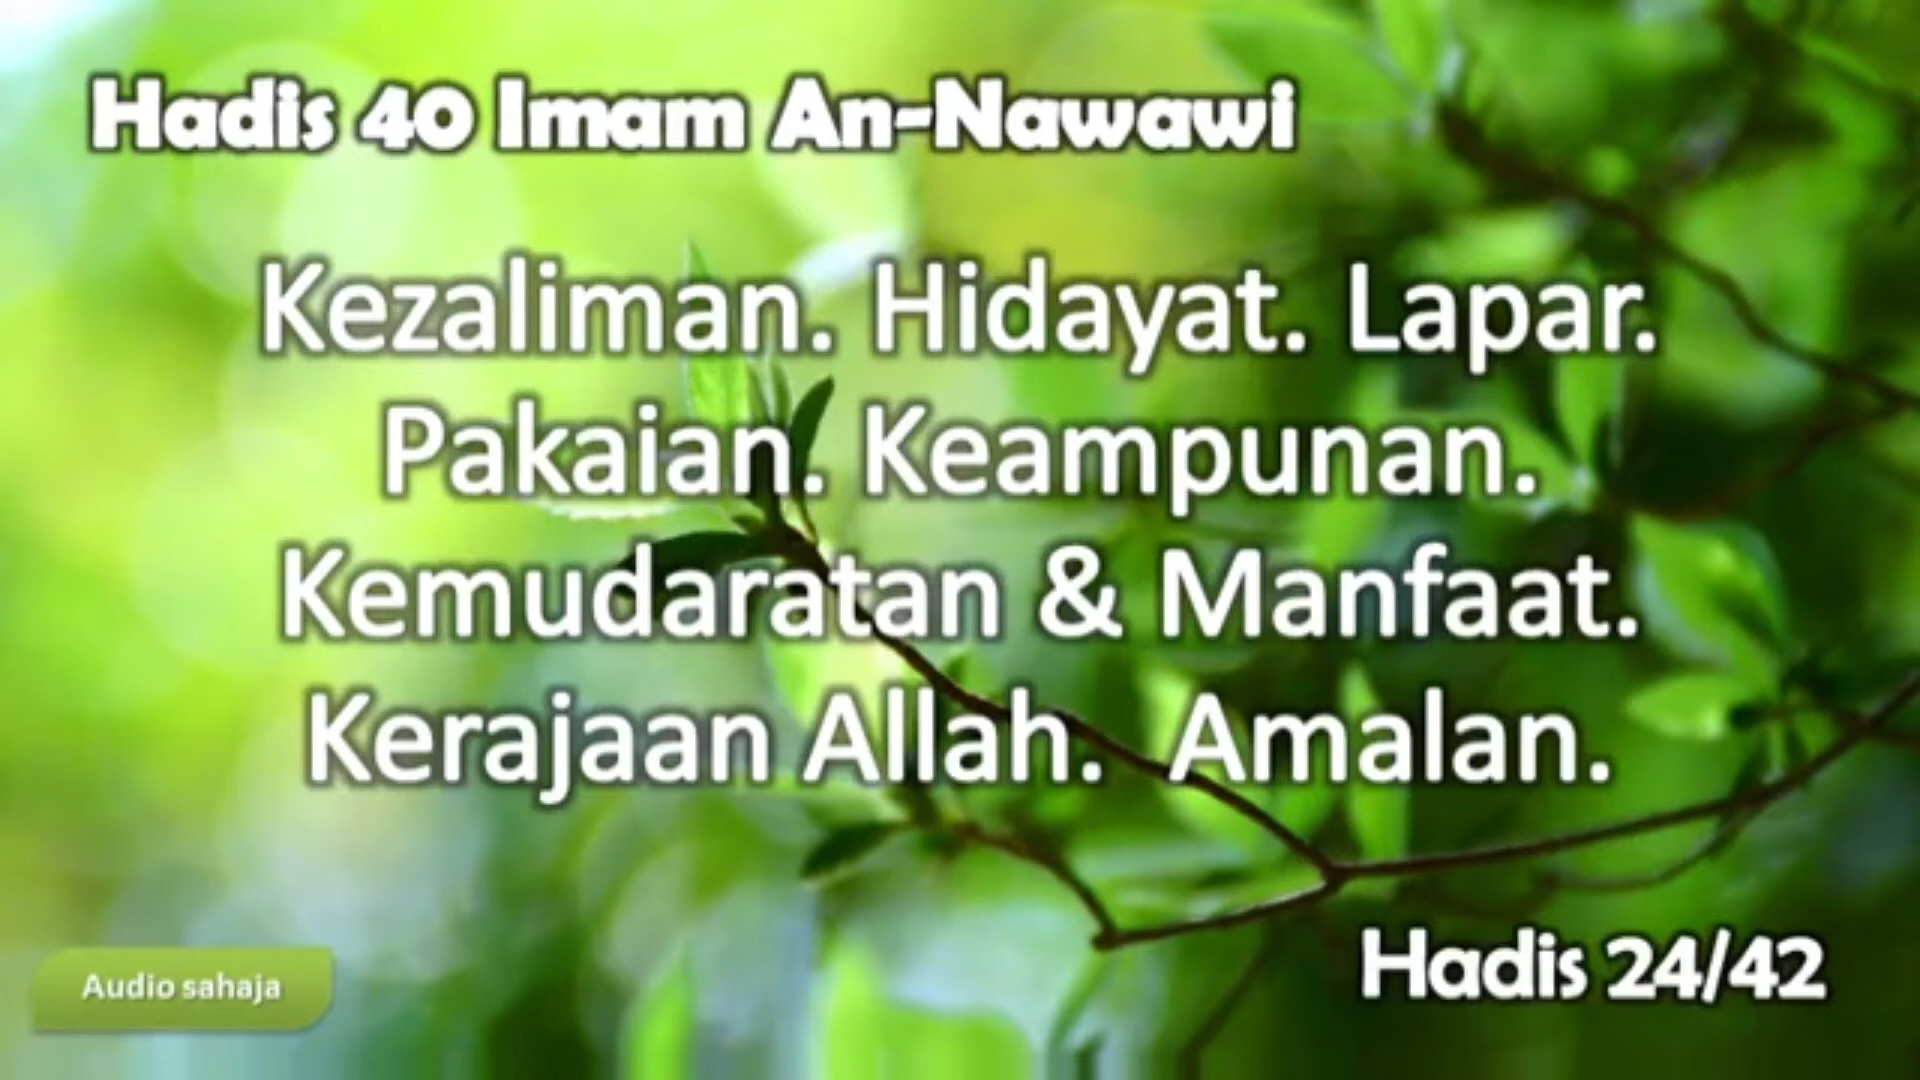 Hadis 40 Imam An-Nawawi
Kezaliman. Hidayat. Lapar.
Pakaian. Keampunan.
Kemudaratan & Manfaat.
Kerajaan Allah. Amalan.
Hadis 24/42
Audio sahaja